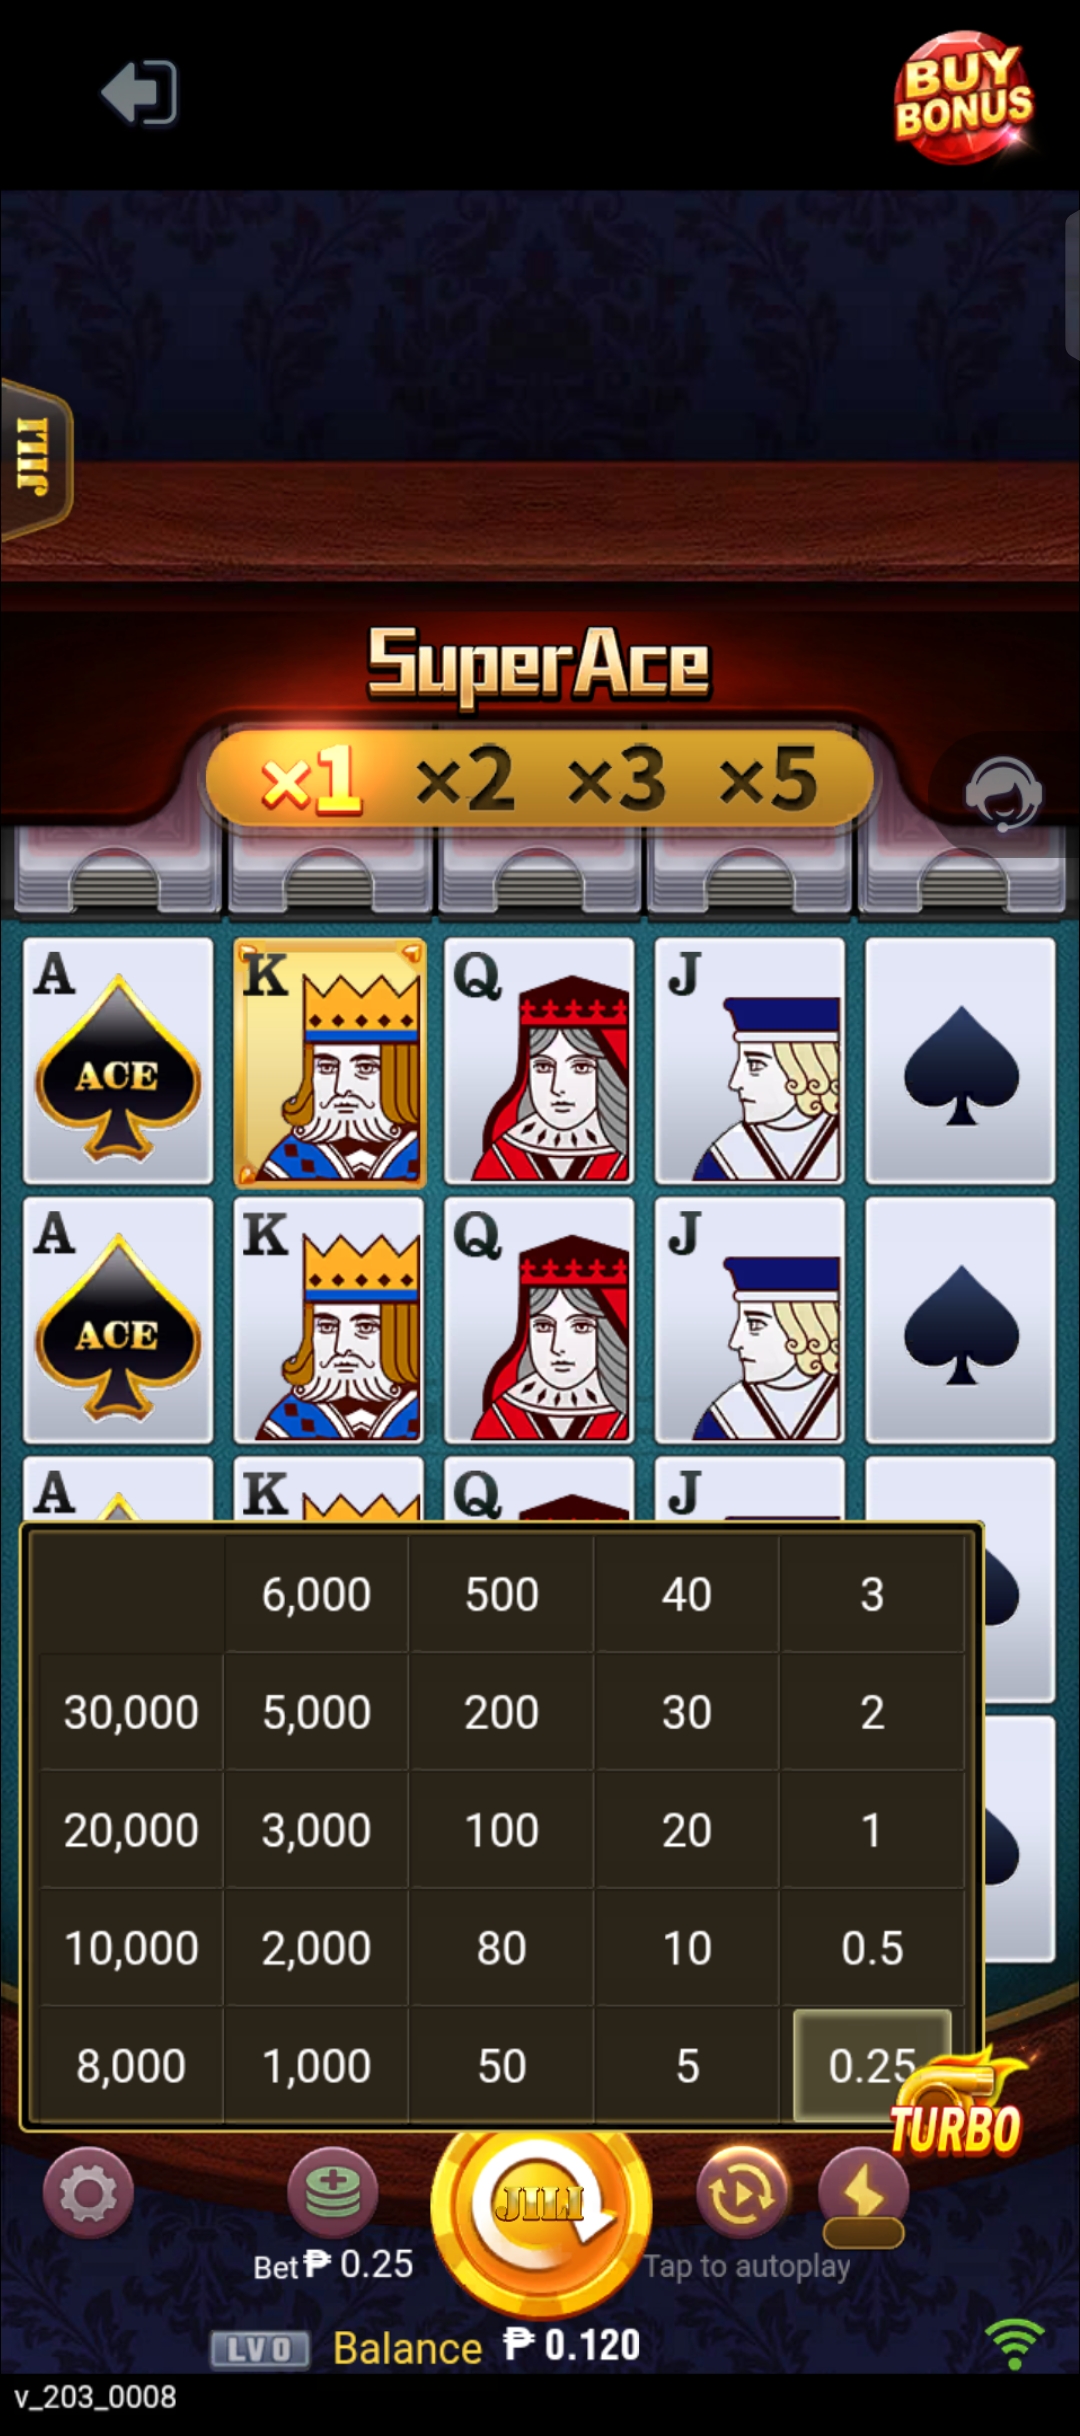 BUY
BONUS
JILI
SuperAce
×1 ×2 ×3 ×5
A K Q J
ACE
A K Q J
ACE
A K Q J
6,000 500 40 3
30,000 5,000 200 30 2
20,000 3,000 100 20 1
10,000 2,000 80 10 0.5
8,000 1,000 50 5 0.25
TURBO
JILI
Bet ₱ 0.25 Tap to autoplay
LV 0 Balance ₱ 0.120
v_203_0008